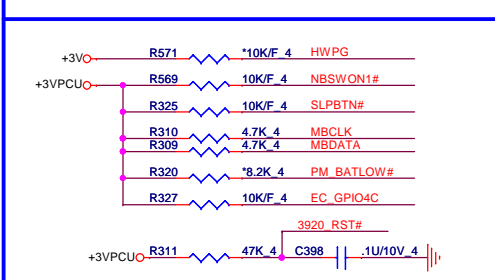 +3V R571 *10K/F_4 HWPG
+3VPCU R569 10K/F_4 NBSWON1#
R325 10K/F_4 SLPBTN#
R310 4.7K_4 MBCLK
R309 4.7K_4 MBDATA
R320 *8.2K_4 PM_BATLOW#
R327 10K/F_4 EC_GPIO4C
3920_RST#
+3VPCU R311 47K_4 C398 .1U/10V_4